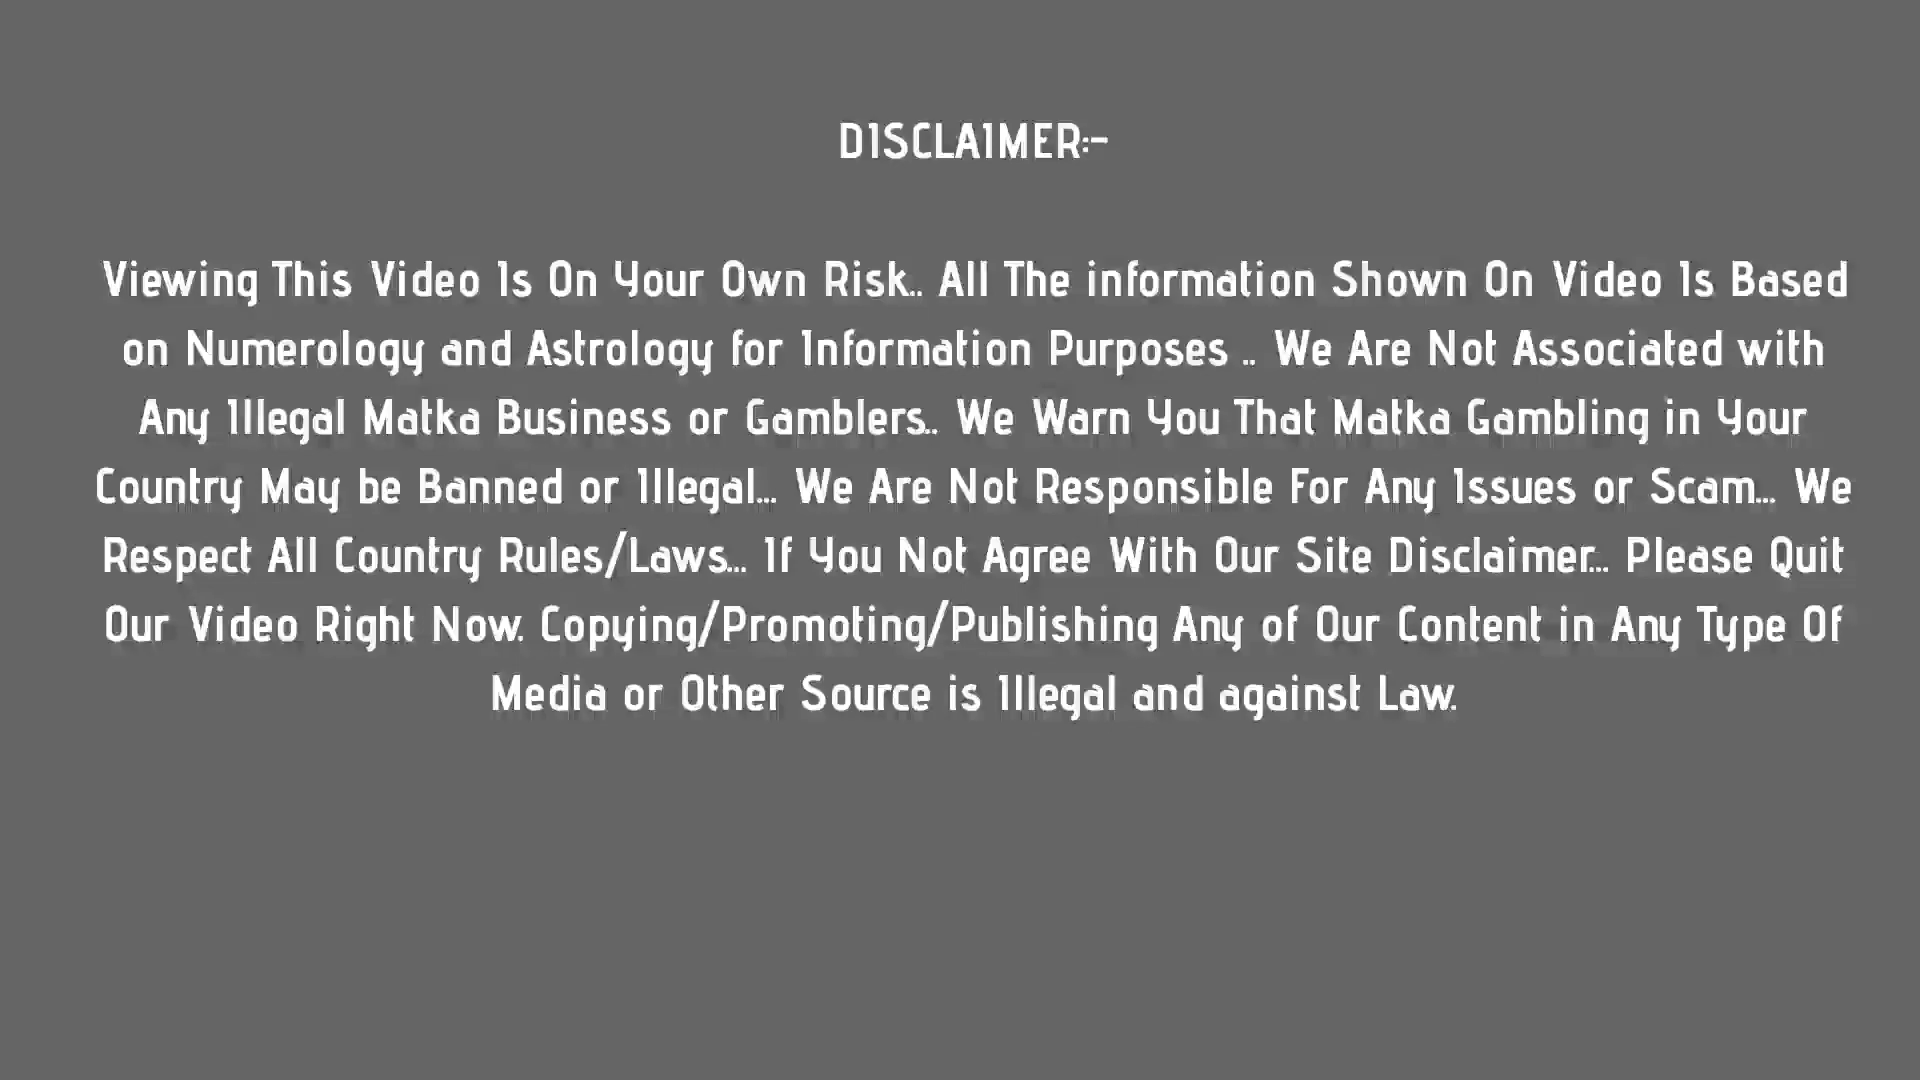 DISCLAIMER:-
Viewing This Video Is On Your Own Risk.. All The information Shown On Video Is Based
on Numerology and Astrology for Information Purposes .. We Are Not Associated with
Any Illegal Matka Business or Gamblers.. We Warn You That Matka Gambling in Your
Country May be Banned or Illegal... We Are Not Responsible For Any Issues or Scam... We
Respect All Country Rules/Laws... If You Not Agree With Our Site Disclaimer... Please Quit
Our Video Right Now. Copying/Promoting/Publishing Any of Our Content in Any Type Of
Media or Other Source is Illegal and against Law.